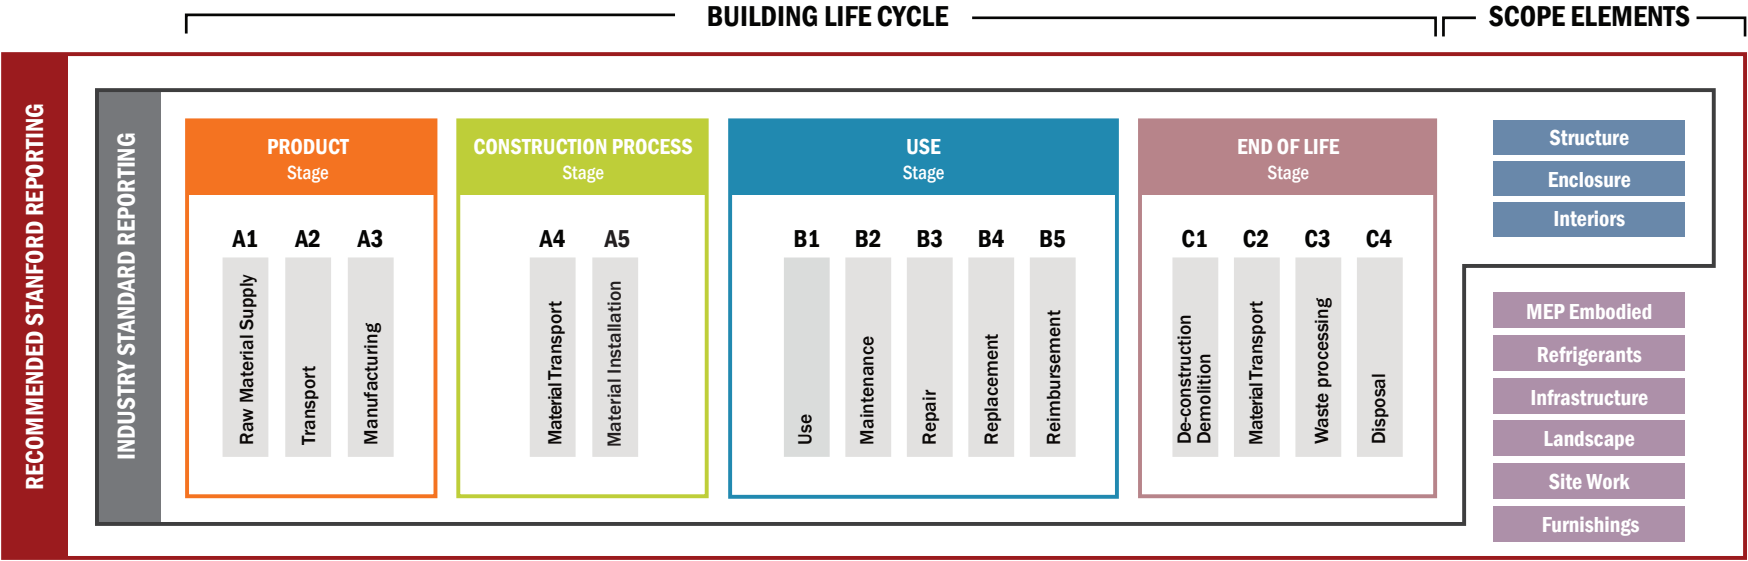 BUILDING LIFE CYCLE
SCOPE ELEMENTS
RECOMMENDED STANFORD REPORTING
INDUSTRY STANDARD REPORTING
PRODUCT
Stage
A1
A2
A3
Raw Material Supply
Transport
Manufacturing
CONSTRUCTION PROCESS
Stage
A4
A5
Material Transport
Material Installation
USE
Stage
B1
B2
B3
B4
B5
Use
Maintenance
Repair
Replacement
Reimbursement
END OF LIFE
Stage
C1
C2
C3
C4
De-construction
Demolition
Material Transport
Waste processing
Disposal
Structure
Enclosure
Interiors
MEP Embodied
Refrigerants
Infrastructure
Landscape
Site Work
Furnishings